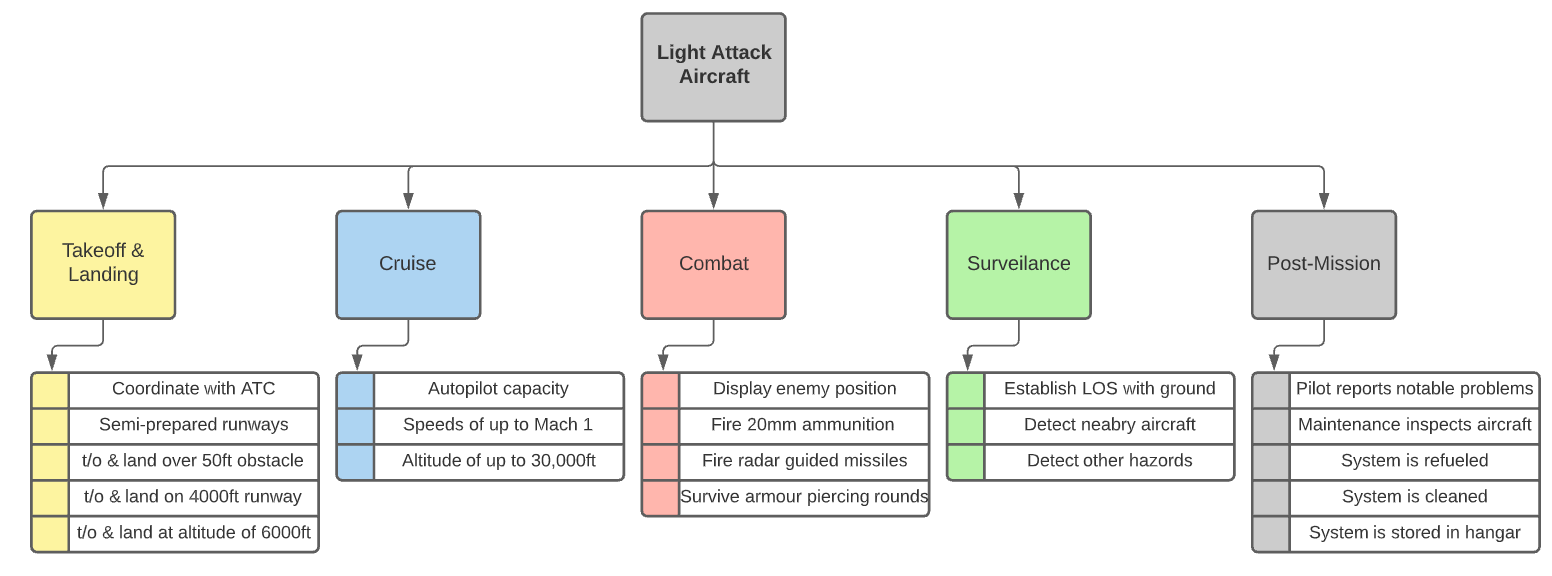 Light Attack
Aircraft
Takeoff &
Landing
Cruise
Combat
Surveilance
Post-Mission
Coordinate with ATC
Semi-prepared runways
t/o & land over 50ft obstacle
t/o & land on 4000ft runway
t/o & land at altitude of 6000ft
Autopilot capacity
Speeds of up to Mach 1
Altitude of up to 30,000ft
Display enemy position
Fire 20mm ammunition
Fire radar guided missiles
Survive armour piercing rounds
Establish LOS with ground
Detect neabry aircraft
Detect other hazords
Pilot reports notable problems
Maintenance inspects aircraft
System is refueled
System is cleaned
System is stored in hangar